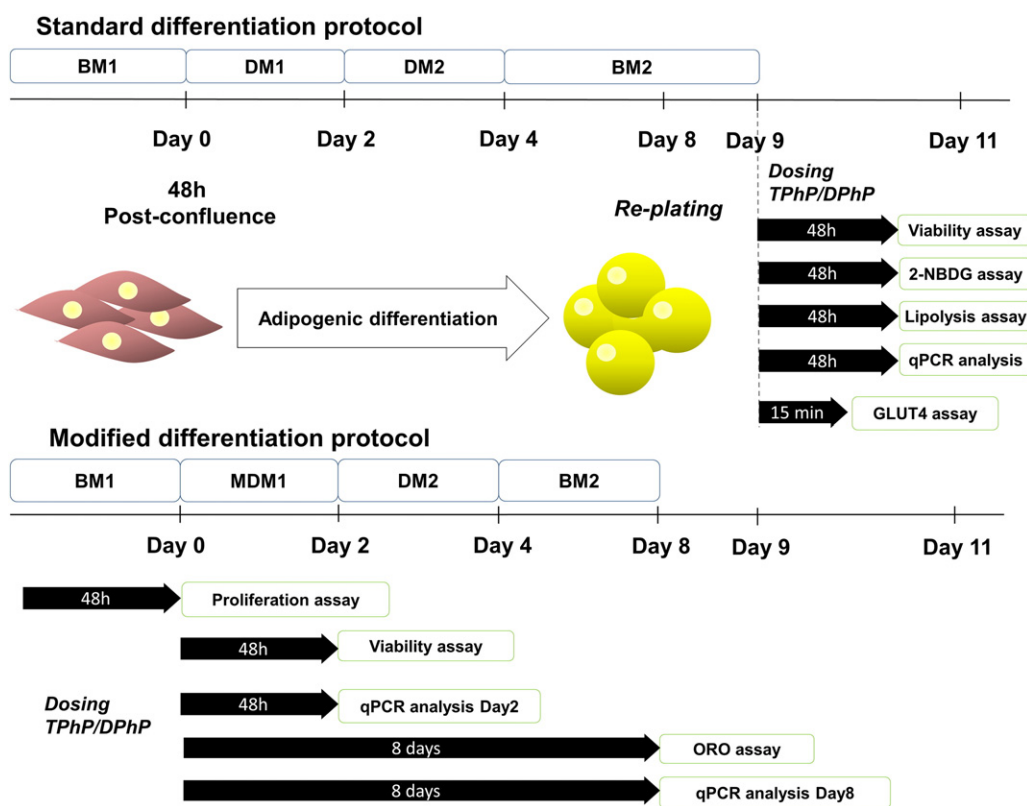 Standard differentiation protocol
BM1 DM1 DM2 BM2
Day 0 Day 2 Day 4 Day 8 Day 9 Day 11
48h
Post-confluence
Re-plating
Dosing
TPhP/DPhP
Adipogenic differentiation
48h Viability assay
48h 2-NBDG assay
48h Lipolysis assay
48h qPCR analysis
15 min GLUT4 assay
Modified differentiation protocol
BM1 MDM1 DM2 BM2
Day 0 Day 2 Day 4 Day 8 Day 9 Day 11
48h Proliferation assay
48h Viability assay
Dosing
TPhP/DPhP
48h qPCR analysis Day2
8 days ORO assay
8 days qPCR analysis Day8